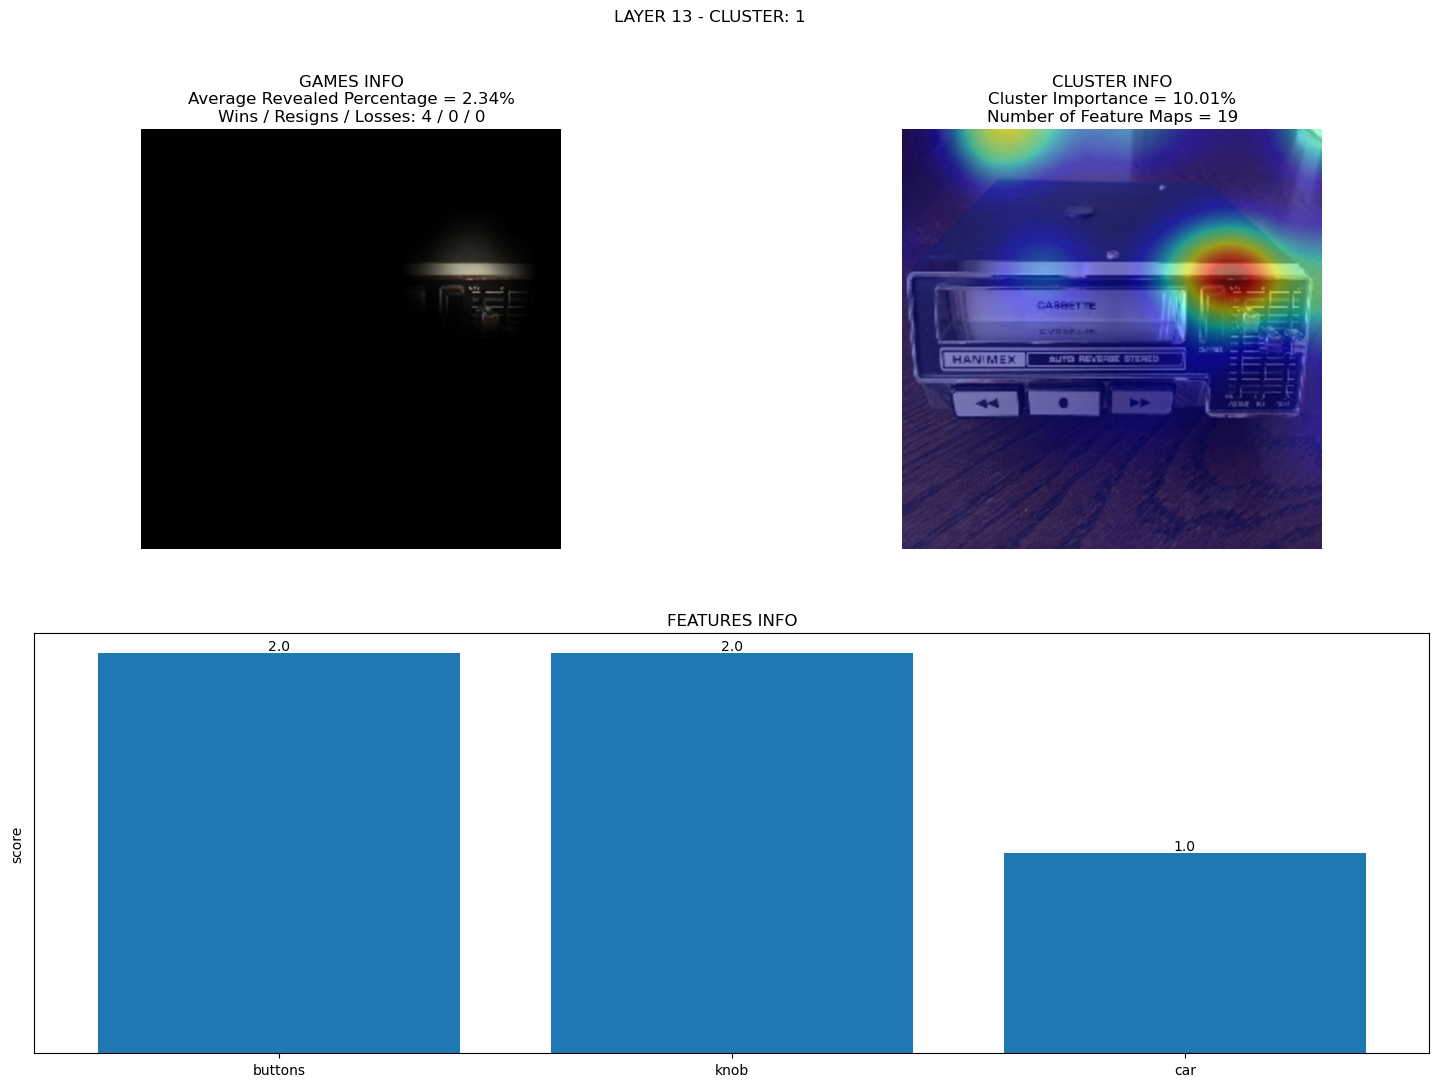 LAYER 13 - CLUSTER: 1
GAMES INFO
Average Revealed Percentage = 2.34%
Wins / Resigns / Losses: 4 / 0 / 0
CLUSTER INFO
Cluster Importance = 10.01%
Number of Feature Maps = 19
CASSETTE
HANIMEX
AUTO REVERSE STEREO
FEATURES INFO
2.0
2.0
1.0
score
buttons
knob
car